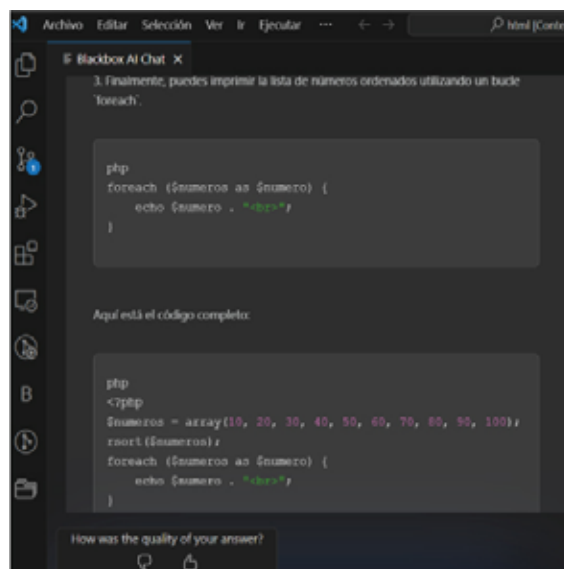 Archivo Editar Selección Ver Ir Ejecutar ··· ← → html [Conte
Blackbox AI Chat ×
3. Finalmente, puedes imprimir la lista de números ordenados utilizando un bucle
`foreach`.
php
foreach ($numeros as $numero) {
echo $numero . "<br>";
}
Aquí está el código completo:
php
<?php
$numeros = array(10, 20, 30, 40, 50, 60, 70, 80, 90, 100);
rsort($numeros);
foreach ($numeros as $numero) {
echo $numero . "<br>";
}
B
How was the quality of your answer?